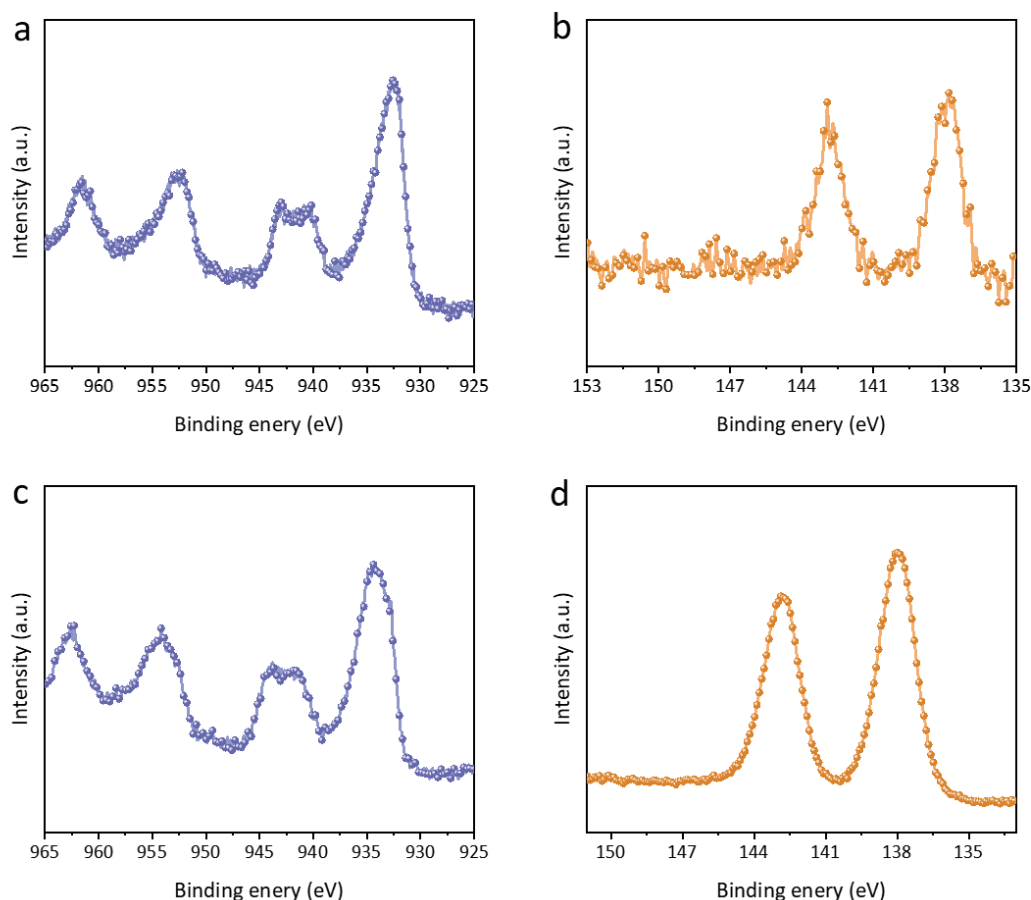 a
Intensity (a.u.)
965 960 955 950 945 940 935 930 925
Binding enery (eV)
b
Intensity (a.u.)
153 150 147 144 141 138 135
Binding enery (eV)
c
Intensity (a.u.)
965 960 955 950 945 940 935 930 925
Binding enery (eV)
d
Intensity (a.u.)
150 147 144 141 138 135
Binding enery (eV)